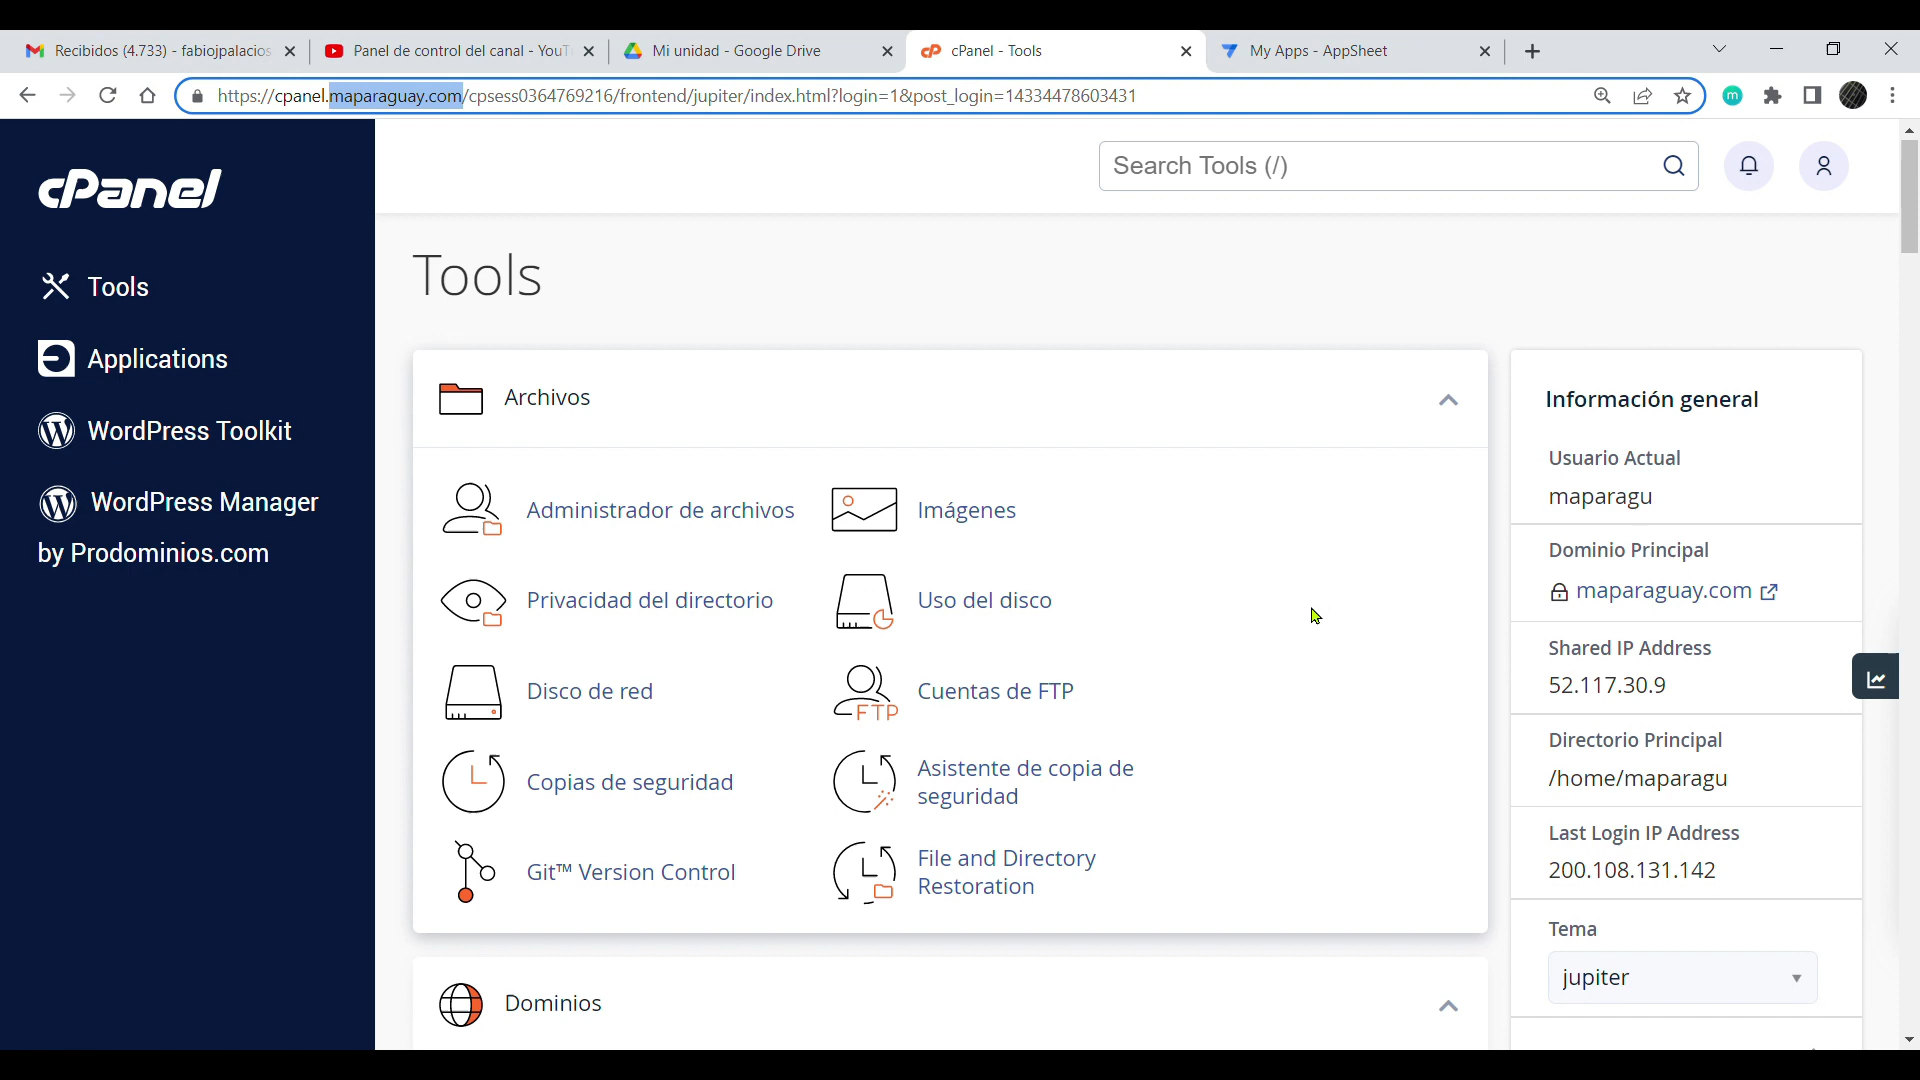 Recibidos (4.733) - fabiojpalacios
Panel de control del canal - YouT
Mi unidad - Google Drive
cPanel - Tools
My Apps - AppSheet
https://cpanel.maparaguay.com/cpsess0364769216/frontend/jupiter/index.html?login=1&post_login=14334478603431
m
cPanel
Search Tools (/)
Tools
Tools
Applications
WordPress Toolkit
WordPress Manager
by Prodominios.com
Archivos
Administrador de archivos
Imágenes
Privacidad del directorio
Uso del disco
Disco de red
FTP
Cuentas de FTP
Copias de seguridad
Asistente de copia de
seguridad
Git™ Version Control
File and Directory
Restoration
Dominios
Información general
Usuario Actual
maparagu
Dominio Principal
maparaguay.com
Shared IP Address
52.117.30.9
Directorio Principal
/home/maparagu
Last Login IP Address
200.108.131.142
Tema
jupiter